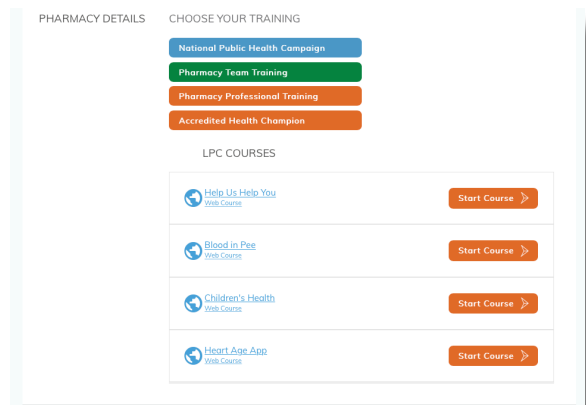 PHARMACY DETAILS
CHOOSE YOUR TRAINING
National Public Health Campaign
Pharmacy Team Training
Pharmacy Professional Training
Accredited Health Champion
LPC COURSES
Help Us Help You
Web Course
Start Course
Blood in Pee
Web Course
Start Course
Children's Health
Web Course
Start Course
Heart Age App
Web Course
Start Course